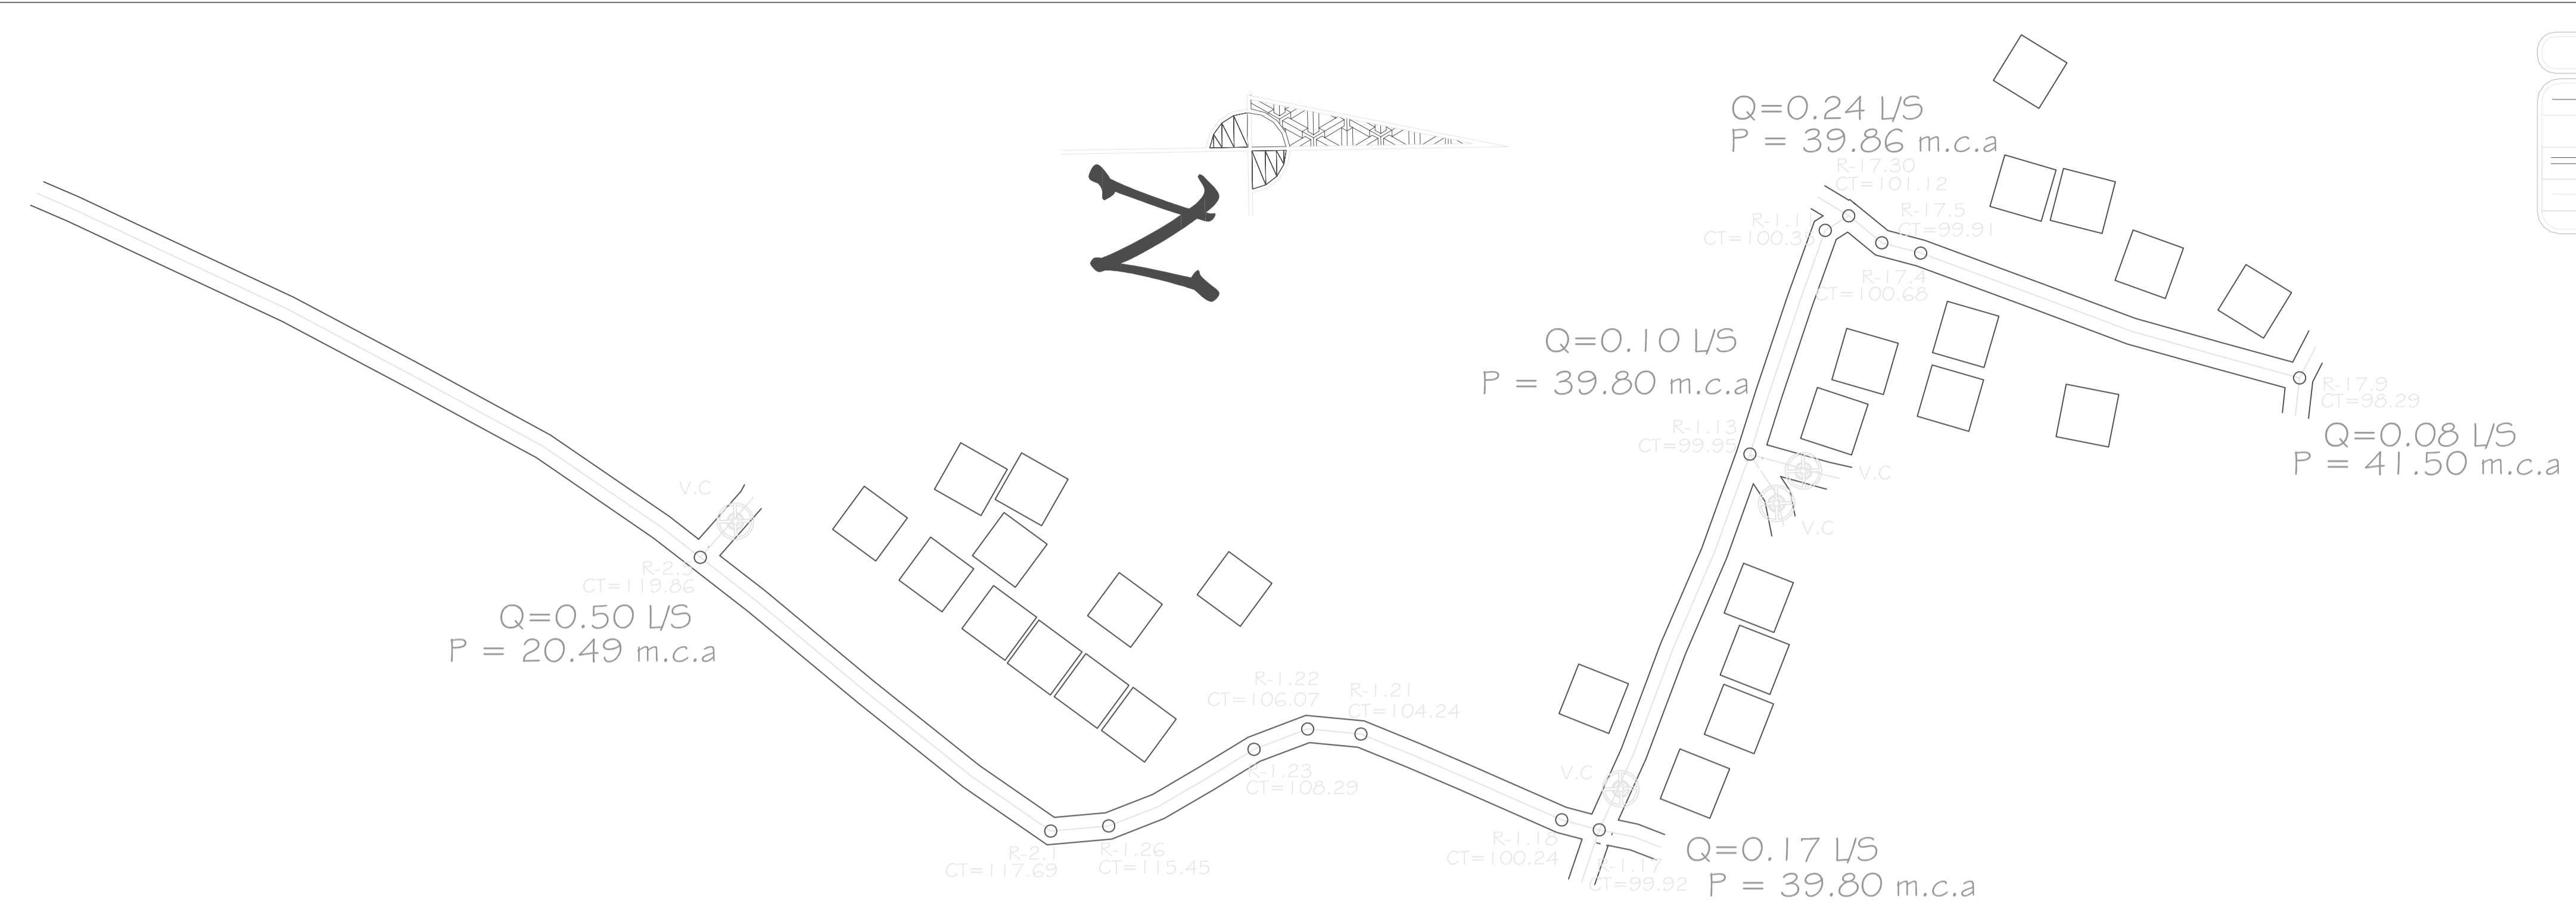 Q=0.24 L/S
P = 39.86 m.c.a
R-17.30
CT=101.12
R-17.5
CT=99.91
CT=100.35
R-17.4
CT=100.68
Q=0.10 L/S
P = 39.80 m.c.a
R-17.9
CT=98.29
Q=0.08 L/S
P = 41.50 m.c.a
R-1.13
CT=99.95
V.C
V.C
V.C
CT=119.86
Q=0.50 L/S
P = 20.49 m.c.a
R-1.22
CT=106.07
R-1.21
CT=104.24
R-1.23
CT=108.29
V.C
R-2.1
CT=117.69
R-1.26
CT=115.45
R-1.18
CT=100.24
R-1.17
CT=99.92
Q=0.17 L/S
P = 39.80 m.c.a
N